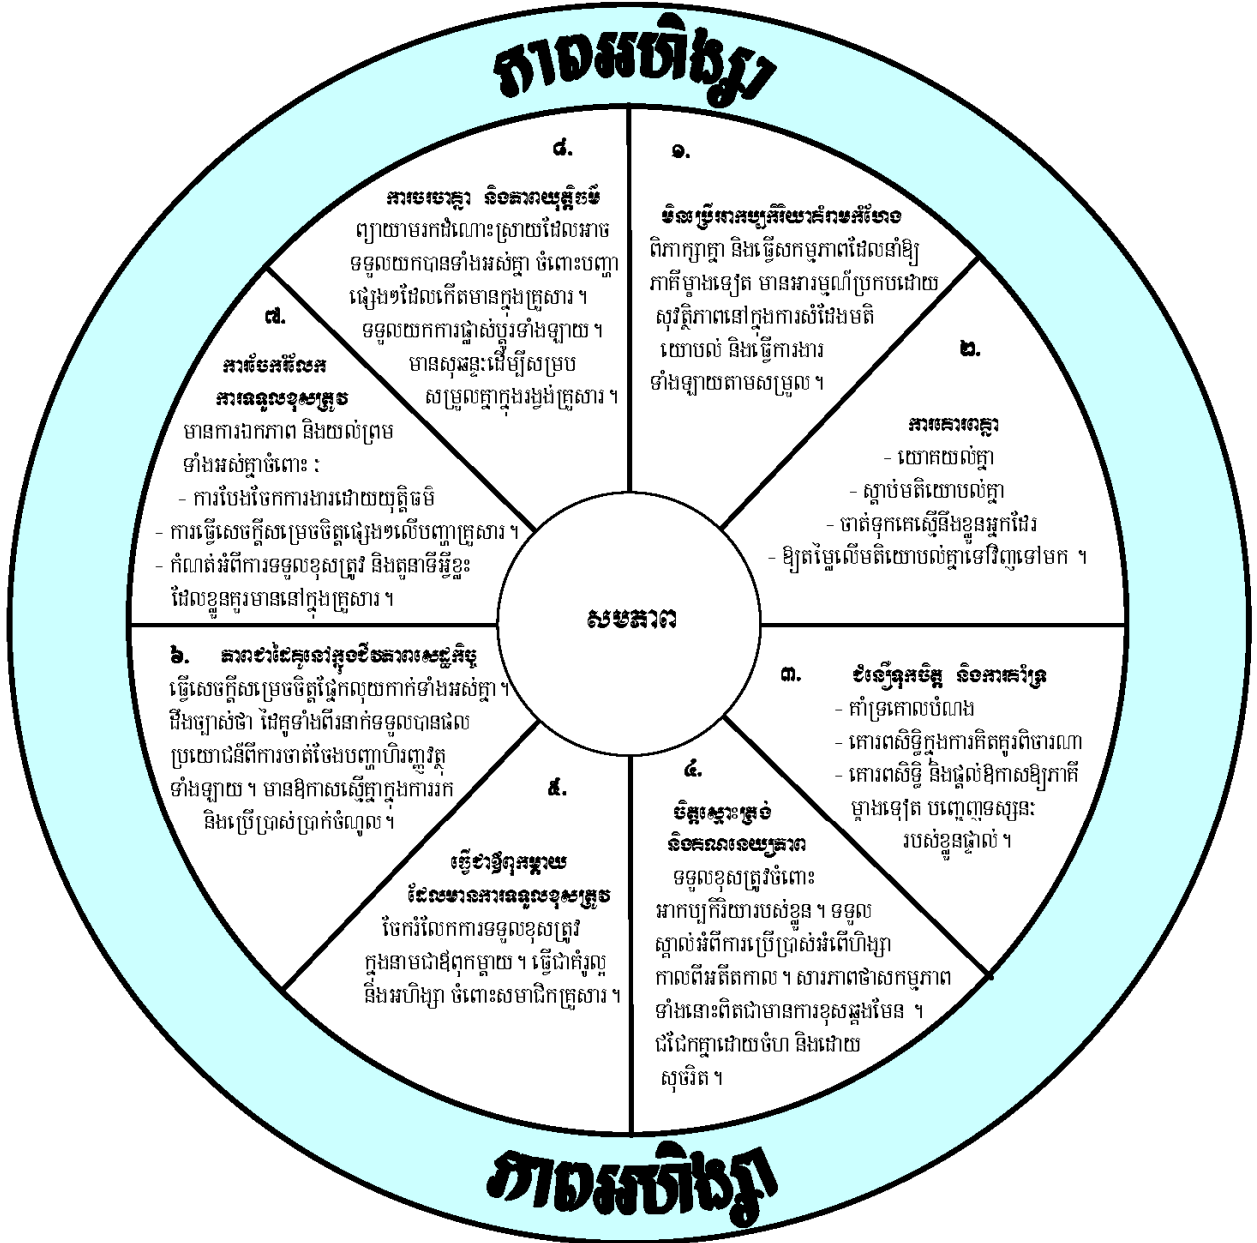 ភាពអហិង្សា
១.
មិនប្រើអាកប្បកិរិយាគំរាមកំហែង
ពិភាក្សាគ្នា និងធ្វើសកម្មភាពដែលនាំឱ្យ
ភាគីម្ខាងទៀត មានអារម្មណ៍ប្រកបដោយ
សុវត្ថិភាពនៅក្នុងការសំដែងមតិ
យោបល់ និងធ្វើការងារ
ទាំងឡាយតាមសម្រួល។
២.
ការគោរពគ្នា
- យោគយល់គ្នា
- ស្តាប់មតិយោបល់គ្នា
- ចាត់ទុកគេស្មើនឹងខ្លួនអ្នកដែរ
- ឱ្យតម្លៃលើមតិយោបល់គ្នាទៅវិញទៅមក ។
៣. ជំនឿទុកចិត្ត និងការគាំទ្រ
- គាំទ្រគោលបំណង
- គោរពសិទ្ធិក្នុងការគិតគូរពិចារណា
- គោរពសិទ្ធិ និងផ្តល់ឱកាសឱ្យភាគី
ម្ខាងទៀត បញ្ចេញទស្សនៈ
របស់ខ្លួនផ្ទាល់។
៤.
ចិត្តស្មោះត្រង់
និងគណនេយ្យភាព
ទទួលខុសត្រូវចំពោះ
អាកប្បកិរិយារបស់ខ្លួន។ ទទួល
ស្គាល់អំពីការប្រើប្រាស់អំពើហិង្សា
កាលពីអតីតកាល។ សារភាពថាសកម្មភាព
ទាំងនោះពិតជាមានការខុសឆ្គងមែន ។
ជជែកគ្នាដោយចំហ និងដោយ
សុចរិត។
៥.
ធ្វើជាឪពុកម្តាយ
ដែលមានការទទួលខុសត្រូវ
ចែករំលែកការទទួលខុសត្រូវ
ក្នុងនាមជាឪពុកម្តាយ។ ធ្វើជាគំរូល្អ
និងអហិង្សា ចំពោះសមាជិកគ្រួសារ។
៦. ភាពជាដៃគូនៅក្នុងជីវភាពសេដ្ឋកិច្ច
ធ្វើសេចក្តីសម្រេចចិត្តផ្នែកលុយកាក់ទាំងអស់គ្នា។
ដឹងច្បាស់ថា ដៃគូទាំងពីរនាក់ទទួលបានផល
ប្រយោជន៍ពីការចាត់ចែងបញ្ហាហិរញ្ញវត្ថុ
ទាំងឡាយ។ មានឱកាសស្មើគ្នាក្នុងការរក
និងប្រើប្រាស់ប្រាក់ចំណូល។
៧.
ការចែករំលែក
ការទទួលខុសត្រូវ
មានការឯកភាព និងយល់ព្រម
ទាំងអស់គ្នាចំពោះ ៖
- ការបែងចែកការងារដោយយុត្តិធម៌
- ការធ្វើសេចក្តីសម្រេចចិត្តផ្សេងៗលើបញ្ហាគ្រួសារ។
- កំណត់អំពីការទទួលខុសត្រូវ និងតួនាទីអ្វីខ្លះ
ដែលខ្លួនគួរមាននៅក្នុងគ្រួសារ។
៨.
ការចរចាគ្នា និងភាពយុត្តិធម៌
ព្យាយាមរកដំណោះស្រាយដែលអាច
ទទួលយកបានទាំងអស់គ្នា ចំពោះបញ្ហា
ផ្សេងៗដែលកើតមានក្នុងគ្រួសារ។
ទទួលយកការផ្លាស់ប្តូរទាំងឡាយ។
មានសុឆន្ទៈដើម្បីសម្រប
សម្រួលគ្នាក្នុងរង្វង់គ្រួសារ។
សមភាព
ភាពអហិង្សា